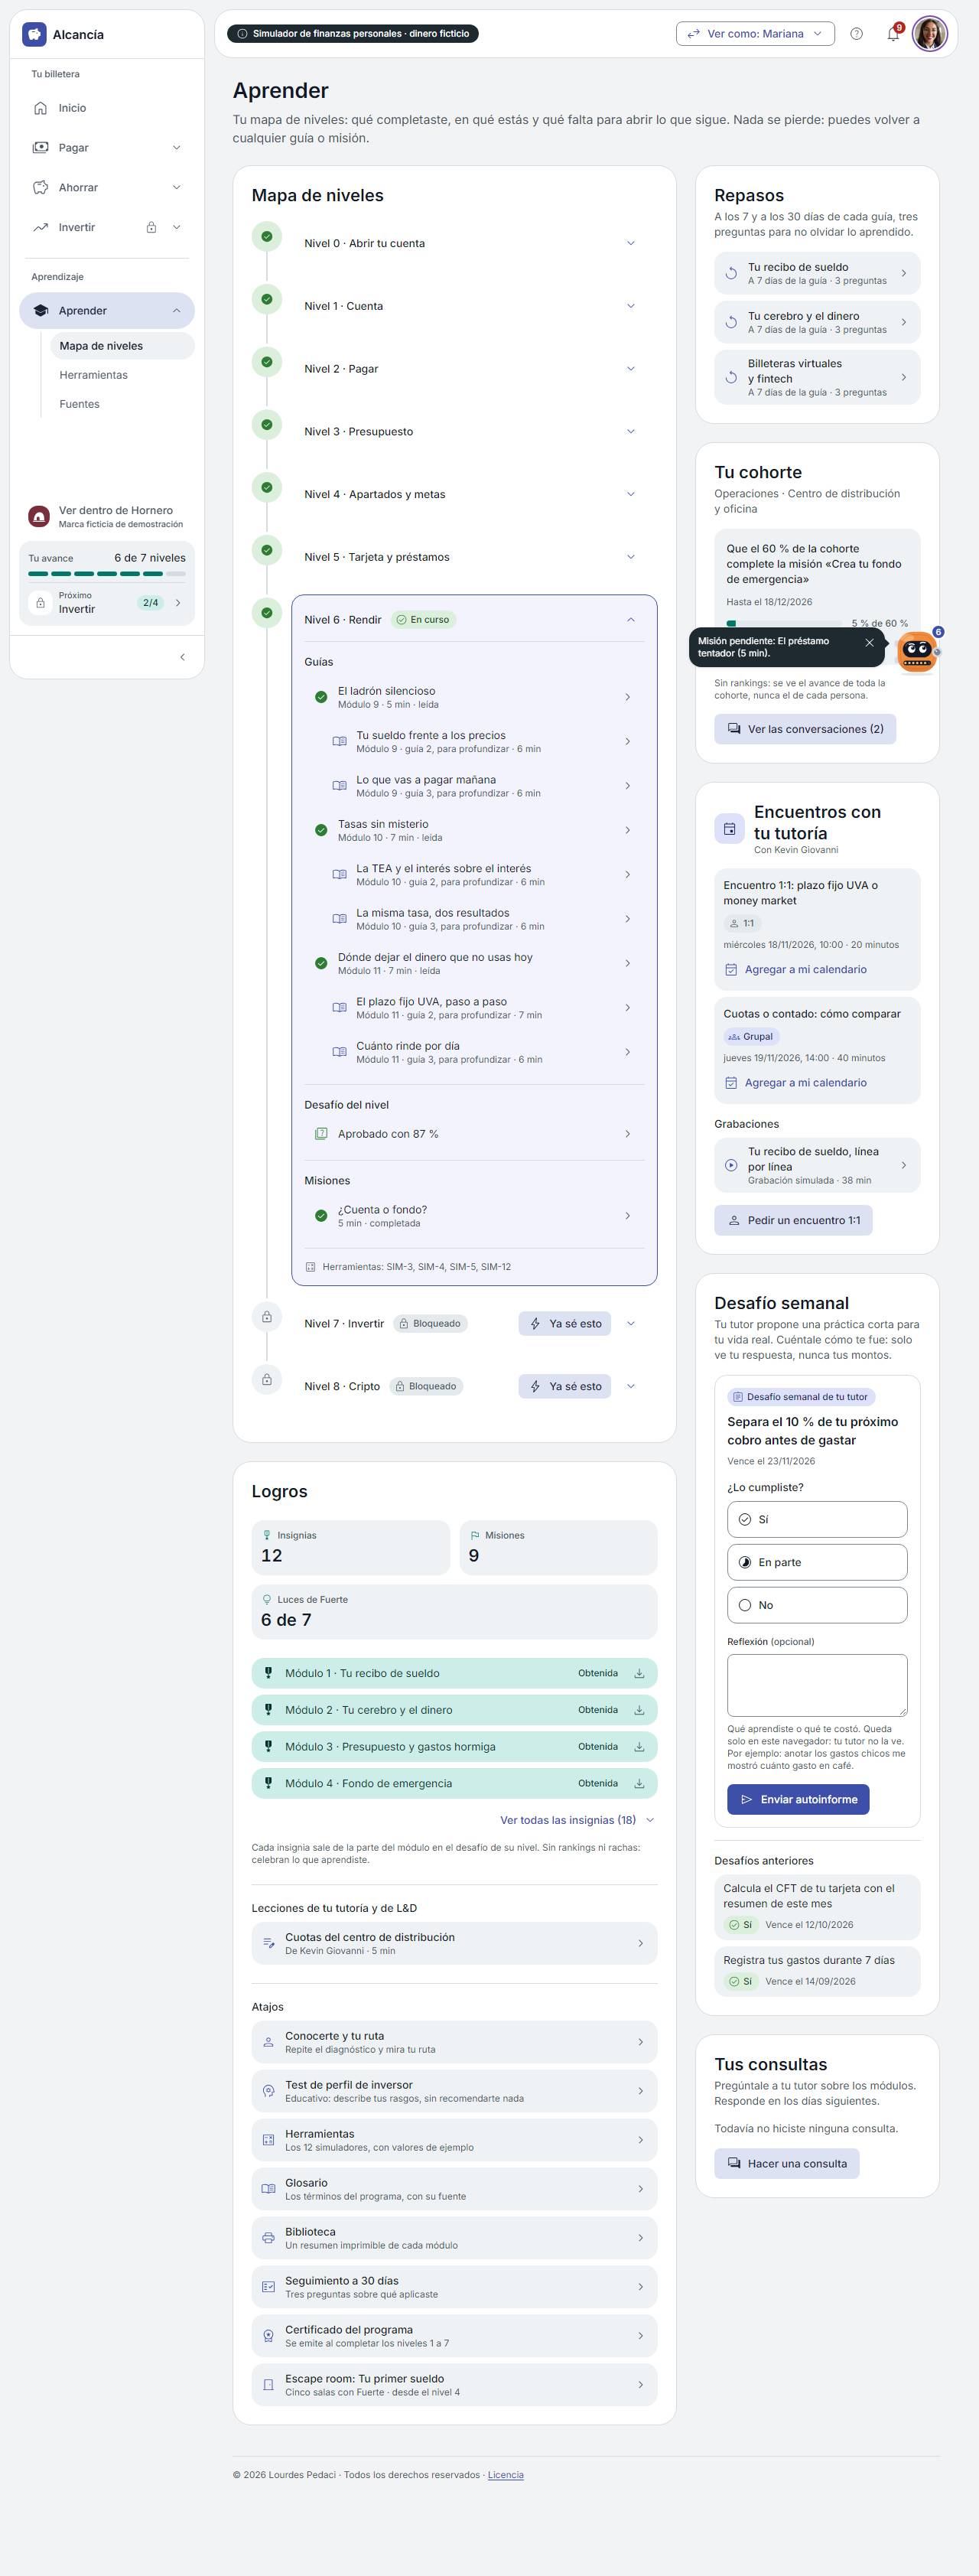 Alcancía
Tu billetera
Inicio
Pagar
Ahorrar
Invertir
Aprendizaje
Aprender
Mapa de niveles
Herramientas
Fuentes
Ver dentro de Hornero
Marca ficticia de demostración
Tu avance
6 de 7 niveles
Próximo
Invertir
2/4
Simulador de finanzas personales · dinero ficticio
Ver como: Mariana
9
Aprender
Tu mapa de niveles: qué completaste, en qué estás y qué falta para abrir lo que sigue. Nada se pierde: puedes volver a
cualquier guía o misión.
Mapa de niveles
Nivel 0 · Abrir tu cuenta
Nivel 1 · Cuenta
Nivel 2 · Pagar
Nivel 3 · Presupuesto
Nivel 4 · Apartados y metas
Nivel 5 · Tarjeta y préstamos
Nivel 6 · Rendir
En curso
Guías
El ladrón silencioso
Módulo 9 · 5 min · leída
Tu sueldo frente a los precios
Módulo 9 · guía 2, para profundizar · 6 min
Lo que vas a pagar mañana
Módulo 9 · guía 3, para profundizar · 6 min
Tasas sin misterio
Módulo 10 · 7 min · leída
La TEA y el interés sobre el interés
Módulo 10 · guía 2, para profundizar · 6 min
La misma tasa, dos resultados
Módulo 10 · guía 3, para profundizar · 6 min
Dónde dejar el dinero que no usas hoy
Módulo 11 · 7 min · leída
El plazo fijo UVA, paso a paso
Módulo 11 · guía 2, para profundizar · 7 min
Cuánto rinde por día
Módulo 11 · guía 3, para profundizar · 6 min
Desafío del nivel
Aprobado con 87 %
Misiones
¿Cuenta o fondo?
5 min · completada
Herramientas: SIM-3, SIM-4, SIM-5, SIM-12
Nivel 7 · Invertir
Bloqueado
Ya sé esto
Nivel 8 · Cripto
Bloqueado
Ya sé esto
Logros
Insignias
12
Misiones
9
Luces de Fuerte
6 de 7
Módulo 1 · Tu recibo de sueldo
Obtenida
Módulo 2 · Tu cerebro y el dinero
Obtenida
Módulo 3 · Presupuesto y gastos hormiga
Obtenida
Módulo 4 · Fondo de emergencia
Obtenida
Ver todas las insignias (18)
Cada insignia sale de la parte del módulo en el desafío de su nivel. Sin rankings ni rachas:
celebran lo que aprendiste.
Lecciones de tu tutoría y de L&D
Cuotas del centro de distribución
De Kevin Giovanni · 5 min
Atajos
Conocerte y tu ruta
Repite el diagnóstico y mira tu ruta
Test de perfil de inversor
Educativo: describe tus rasgos, sin recomendarte nada
Herramientas
Los 12 simuladores, con valores de ejemplo
Glosario
Los términos del programa, con su fuente
Biblioteca
Un resumen imprimible de cada módulo
Seguimiento a 30 días
Tres preguntas sobre qué aplicaste
Certificado del programa
Se emite al completar los niveles 1 a 7
Escape room: Tu primer sueldo
Cinco salas con Fuerte · desde el nivel 4
Repasos
A los 7 y a los 30 días de cada guía, tres
preguntas para no olvidar lo aprendido.
Tu recibo de sueldo
A 7 días de la guía · 3 preguntas
Tu cerebro y el dinero
A 7 días de la guía · 3 preguntas
Billeteras virtuales
y fintech
A 7 días de la guía · 3 preguntas
Tu cohorte
Operaciones · Centro de distribución
y oficina
Que el 60 % de la cohorte
complete la misión «Crea tu fondo
de emergencia»
Hasta el 18/12/2026
5 % de 60 %
Misión pendiente: El préstamo
tentador (5 min).
6
Sin rankings: se ve el avance de toda la
cohorte, nunca el de cada persona.
Ver las conversaciones (2)
Encuentros con
tu tutoría
Con Kevin Giovanni
Encuentro 1:1: plazo fijo UVA o
money market
1:1
miércoles 18/11/2026, 10:00 · 20 minutos
Agregar a mi calendario
Cuotas o contado: cómo comparar
Grupal
jueves 19/11/2026, 14:00 · 40 minutos
Agregar a mi calendario
Grabaciones
Tu recibo de sueldo, línea
por línea
Grabación simulada · 38 min
Pedir un encuentro 1:1
Desafío semanal
Tu tutor propone una práctica corta para
tu vida real. Cuéntale cómo te fue: solo
ve tu respuesta, nunca tus montos.
Desafío semanal de tu tutor
Separa el 10 % de tu próximo
cobro antes de gastar
Vence el 23/11/2026
¿Lo cumpliste?
Sí
En parte
No
Reflexión (opcional)
Qué aprendiste o qué te costó. Queda
solo en este navegador: tu tutor no la ve.
Por ejemplo: anotar los gastos chicos me
mostró cuánto gasto en café.
Enviar autoinforme
Desafíos anteriores
Calcula el CFT de tu tarjeta con el
resumen de este mes
Sí
Vence el 12/10/2026
Registra tus gastos durante 7 días
Sí
Vence el 14/09/2026
Tus consultas
Pregúntale a tu tutor sobre los módulos.
Responde en los días siguientes.
Todavía no hiciste ninguna consulta.
Hacer una consulta
© 2026 Lourdes Pedaci · Todos los derechos reservados · Licencia